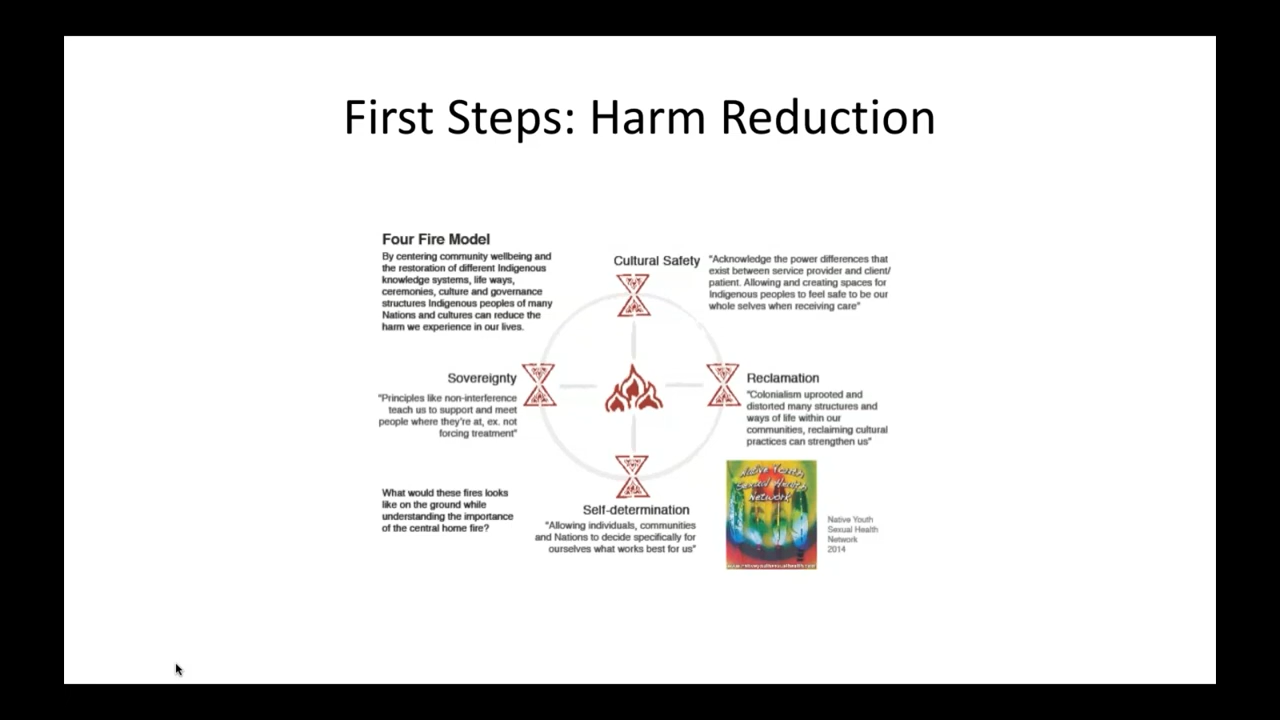 First Steps: Harm Reduction
Four Fire Model
By centering community wellbeing and
the restoration of different Indigenous
knowledge systems, life ways,
ceremonies, culture and governance
structures Indigenous peoples of many
Nations and cultures can reduce the
harm we experience in our lives.
Cultural Safety
"Acknowledge the power differences that
exist between service provider and client/
patient. Allowing and creating spaces for
Indigenous peoples to feel safe to be our
whole selves when receiving care"
Sovereignty
"Principles like non-interference
teach us to support and meet
people where they're at, ex. not
forcing treatment"
Reclamation
"Colonialism uprooted and
distorted many structures and
ways of life within our
communities, reclaiming cultural
practices can strengthen us"
What would these fires looks
like on the ground while
understanding the importance
of the central home fire?
Self-determination
"Allowing individuals, communities
and Nations to decide specifically for
ourselves what works best for us"
Native Youth
Sexual Health
Network
Native Youth
Sexual Health
Network
2014